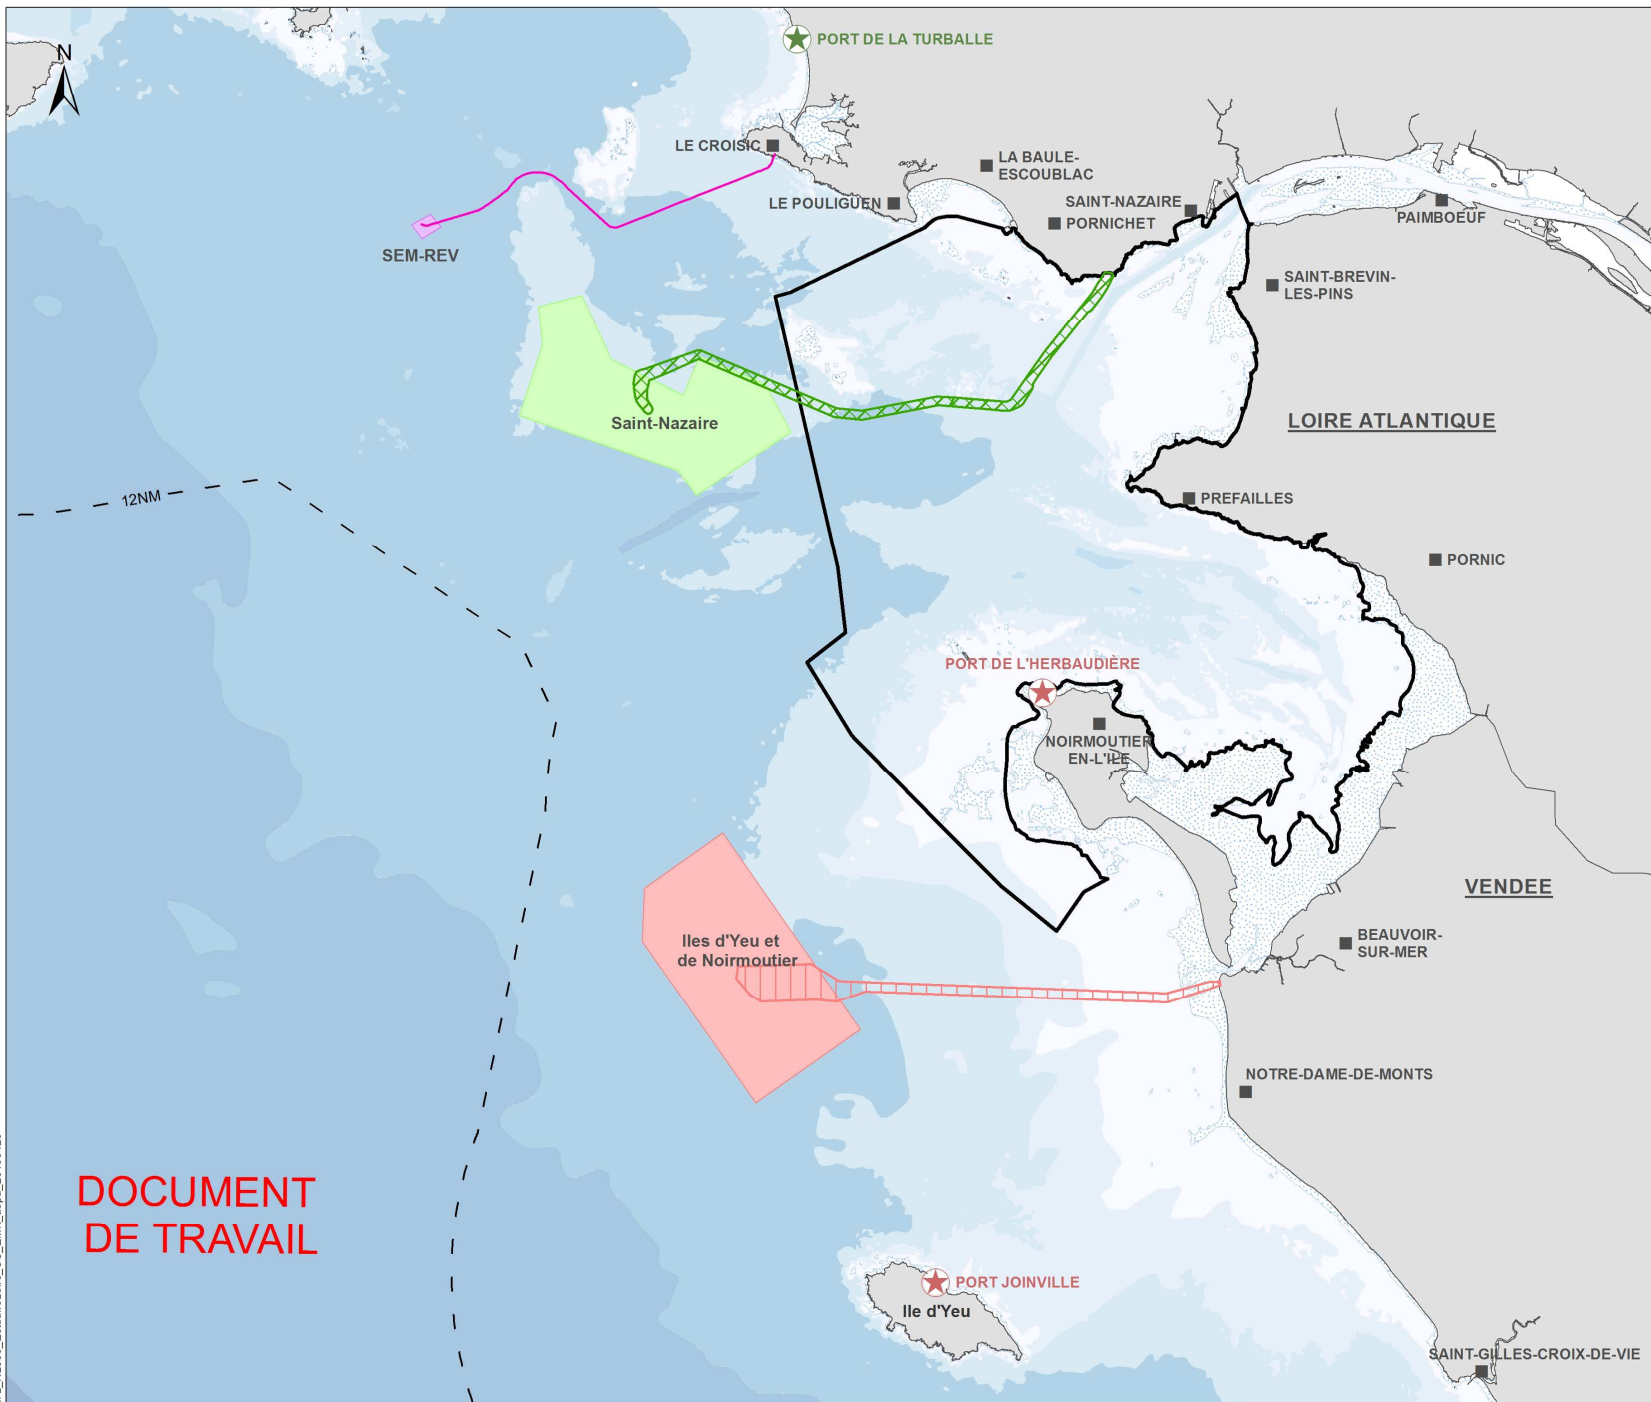 N
PORT DE LA TURBALLE
LE CROISIC
LA BAULE-
ESCOUBLAC
LE POULIGUEN
SAINT-NAZAIRE
PORNICHET
PAIMBOEUF
SEM-REV
SAINT-BREVIN-
LES-PINS
Saint-Nazaire
LOIRE ATLANTIQUE
12NM
PREFAILLES
PORNIC
PORT DE L'HERBAUDIÈRE
NOIRMOUTIER
EN-L'ILE
VENDEE
Iles d'Yeu et
de Noirmoutier
BEAUVOIR-
SUR-MER
NOTRE-DAME-DE-MONTS
DOCUMENT
DE TRAVAIL
PORT JOINVILLE
Ile d'Yeu
SAINT-GILLES-CROIX-DE-VIE